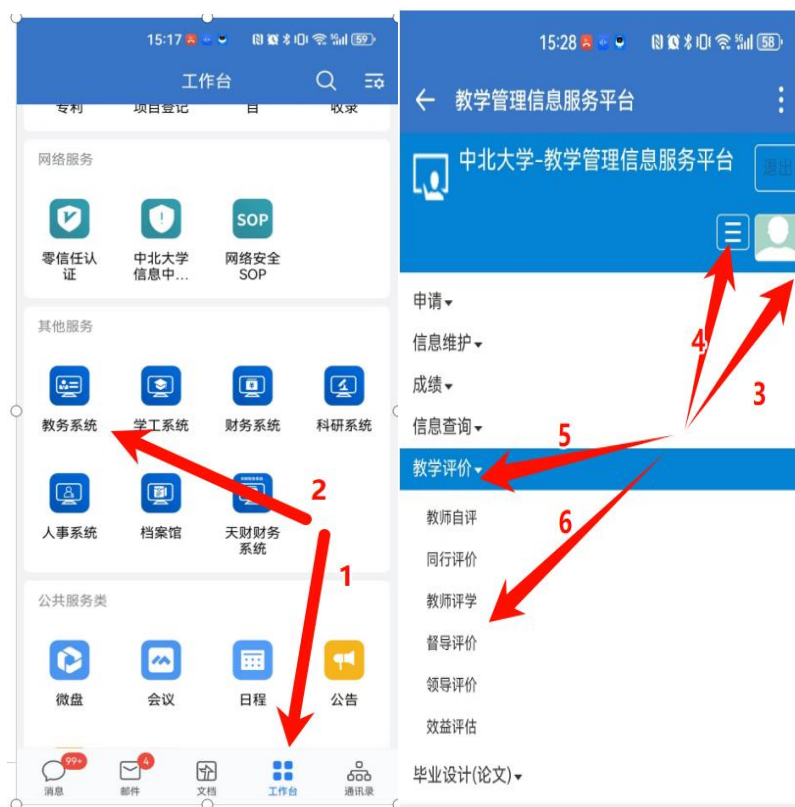 15:17
59
工作台
专利
项目登记
目
收录
网络服务
零信任认
证
中北大学
信息中...
SOP
网络安全
SOP
其他服务
教务系统
学工系统
财务系统
科研系统
人事系统
档案馆
天财财务
系统
2
1
公共服务类
微盘
会议
日程
公告
99+
消息
4
邮件
文档
工作台
通讯录
15:28
58
教学管理信息服务平台
中北大学-教学管理信息服务平台
退出
申请
信息维护
成绩
信息查询
教学评价
教师自评
同行评价
教师评学
督导评价
领导评价
效益评估
毕业设计(论文)
4
3
5
6